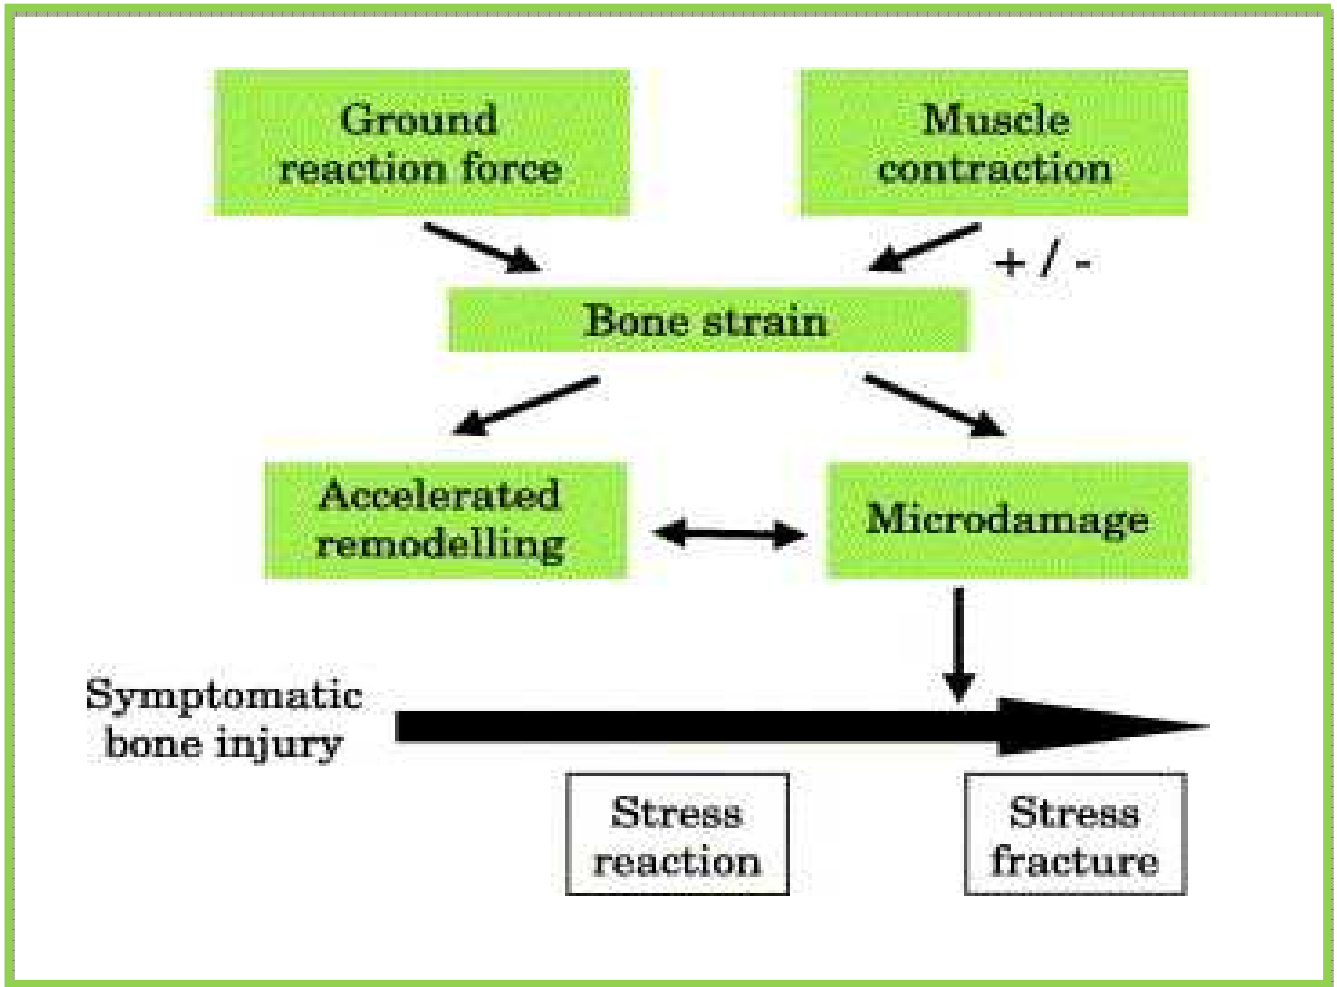 Ground
reaction force
Muscle
contraction
+ / -
Bone strain
Accelerated
remodelling
Microdamage
Symptomatic
bone injury
Stress
reaction
Stress
fracture